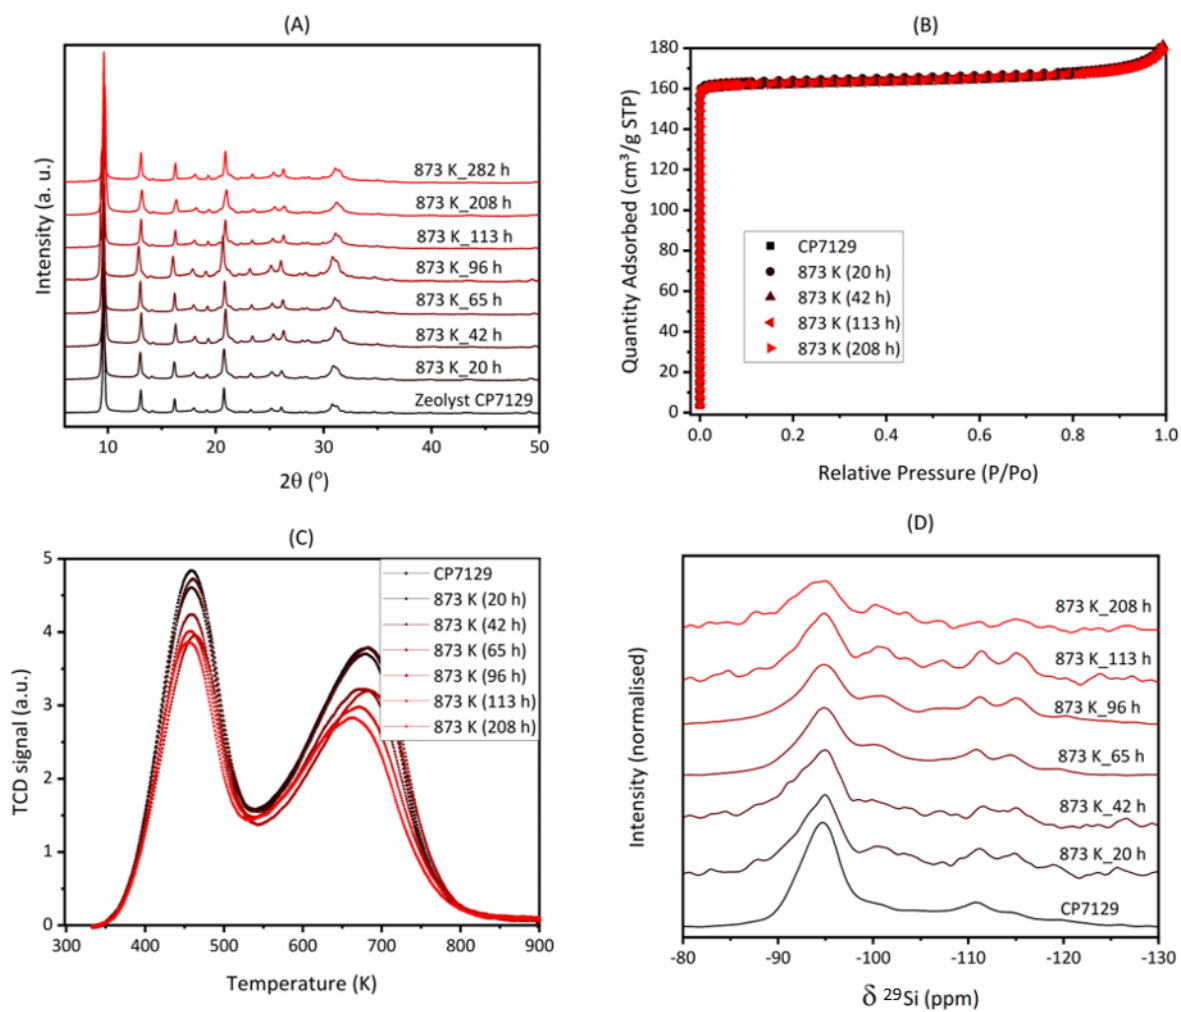 (A)
Intensity (a. u.)
873 K_282 h
873 K_208 h
873 K_113 h
873 K_96 h
873 K_65 h
873 K_42 h
873 K_20 h
Zeolyst CP7129
10 20 30 40 50
2θ (°)
(B)
Quantity Adsorbed (cm³/g STP)
180
160
140
120
100
80
60
40
20
0
CP7129
873 K (20 h)
873 K (42 h)
873 K (113 h)
873 K (208 h)
0.0 0.2 0.4 0.6 0.8 1.0
Relative Pressure (P/Po)
(C)
TCD signal (a.u.)
5
4
3
2
1
0
CP7129
873 K (20 h)
873 K (42 h)
873 K (65 h)
873 K (96 h)
873 K (113 h)
873 K (208 h)
300 400 500 600 700 800 900
Temperature (K)
(D)
Intensity (normalised)
873 K_208 h
873 K_113 h
873 K_96 h
873 K_65 h
873 K_42 h
873 K_20 h
CP7129
-80 -90 -100 -110 -120 -130
δ ²⁹Si (ppm)